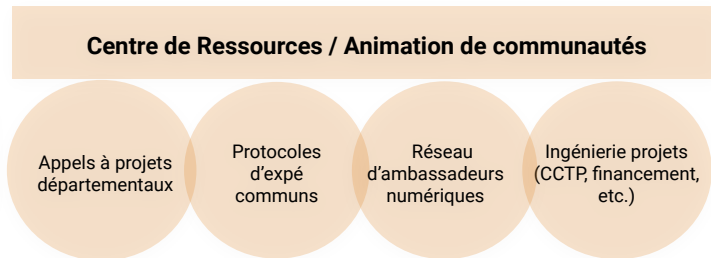 Centre de Ressources / Animation de communautés
Appels à projets
départementaux
Protocoles
d'expé
communs
Réseau
d'ambassadeurs
numériques
Ingénierie projets
(CCTP, financement,
etc.)